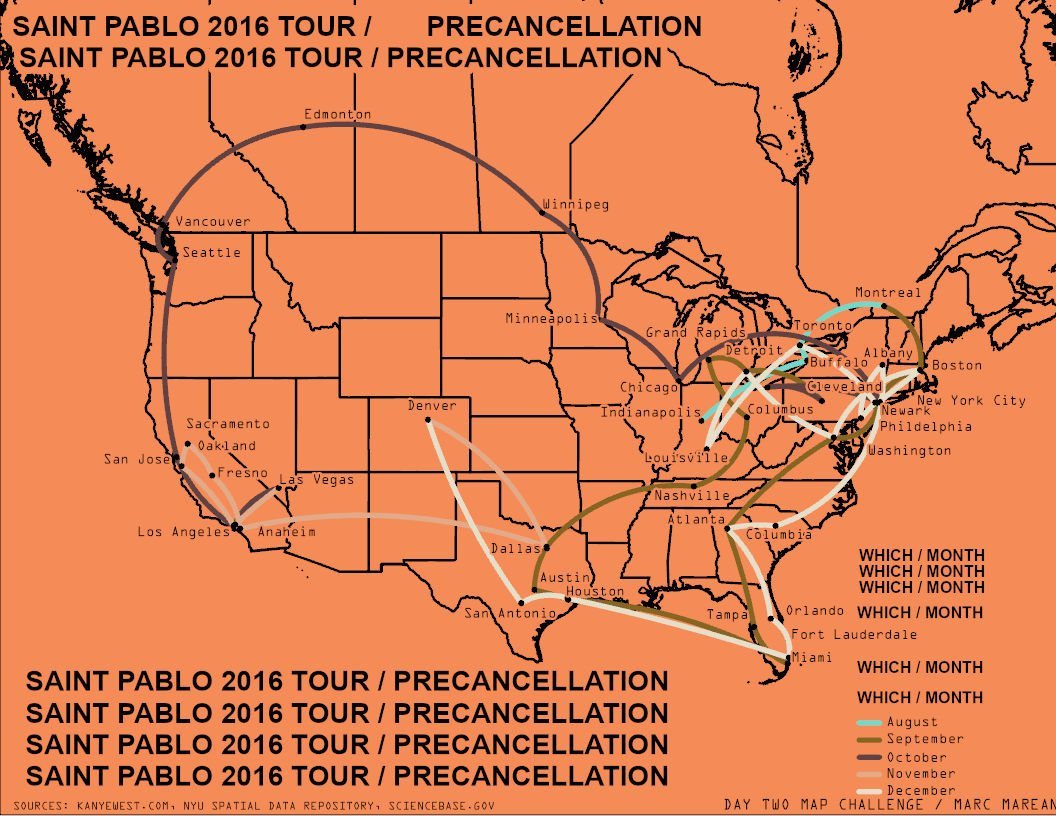 SAINT PABLO 2016 TOUR / PRECANCELLATION
SAINT PABLO 2016 TOUR / PRECANCELLATION
Edmonton
Winnipeg
Vancouver
Seattle
Montreal
Minneapolis
Toronto
Grand Rapids
Detroit
Albany
Buffalo
Boston
Chicago
Cleveland
New York City
Denver
Indianapolis
Columbus
Newark
Phildelphia
Sacramento
Oakland
Washington
San Jose
Louisville
Fresno
Las Vegas
Nashville
Atlanta
Los Angeles
Anaheim
Columbia
Dallas
Austin
Houston
San Antonio
Tampa
Orlando
Fort Lauderdale
Miami
WHICH / MONTH
WHICH / MONTH
WHICH / MONTH
WHICH / MONTH
WHICH / MONTH
WHICH / MONTH
August
September
October
November
December
SAINT PABLO 2016 TOUR / PRECANCELLATION
SAINT PABLO 2016 TOUR / PRECANCELLATION
SAINT PABLO 2016 TOUR / PRECANCELLATION
SAINT PABLO 2016 TOUR / PRECANCELLATION
SOURCES: KANYEWEST.COM, NYU SPATIAL DATA REPOSITORY, SCIENCEBASE.GOV
DAY TWO MAP CHALLENGE / MARC MAREAN